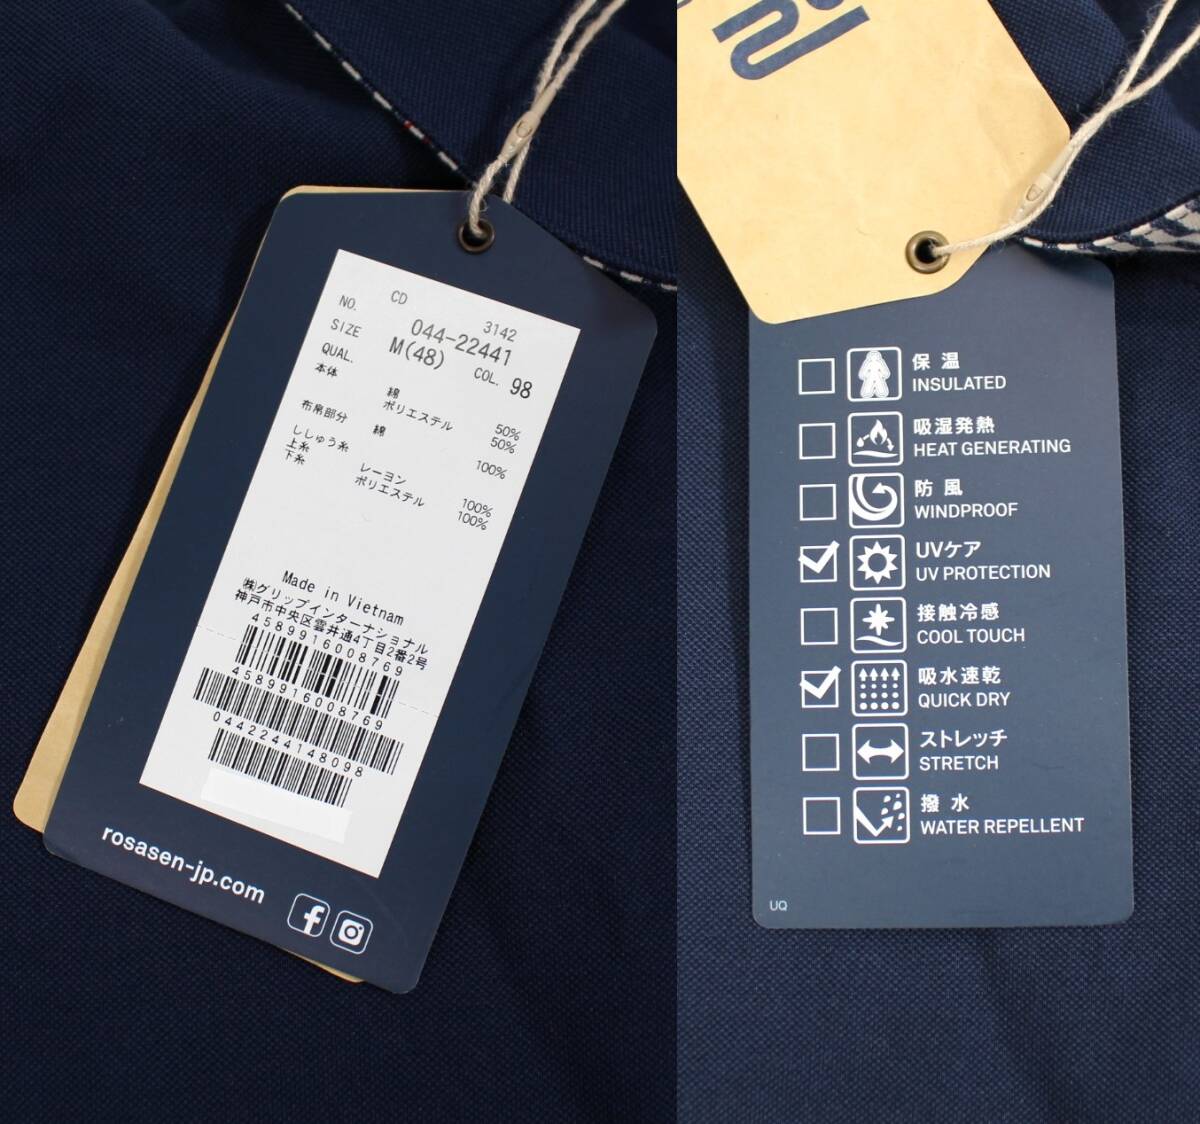 CD 3142
NO. 044-22441
SIZE M(48) COL. 98
QUAL.
本体 綿 50%
ポリエステル 50%
布帛部分 綿 100%
ししゅう糸
上糸 レーヨン 100%
下糸 ポリエステル 100%
Made in Vietnam
㈱グリップインターナショナル
神戸市中央区雲井通4丁目2番2号
4589916008769
4589916008769
0442244148098
rosasen-jp.com
保温
INSULATED
吸湿発熱
HEAT GENERATING
防風
WINDPROOF
UVケア
UV PROTECTION
接触冷感
COOL TOUCH
吸水速乾
QUICK DRY
ストレッチ
STRETCH
撥水
WATER REPELLENT
UQ